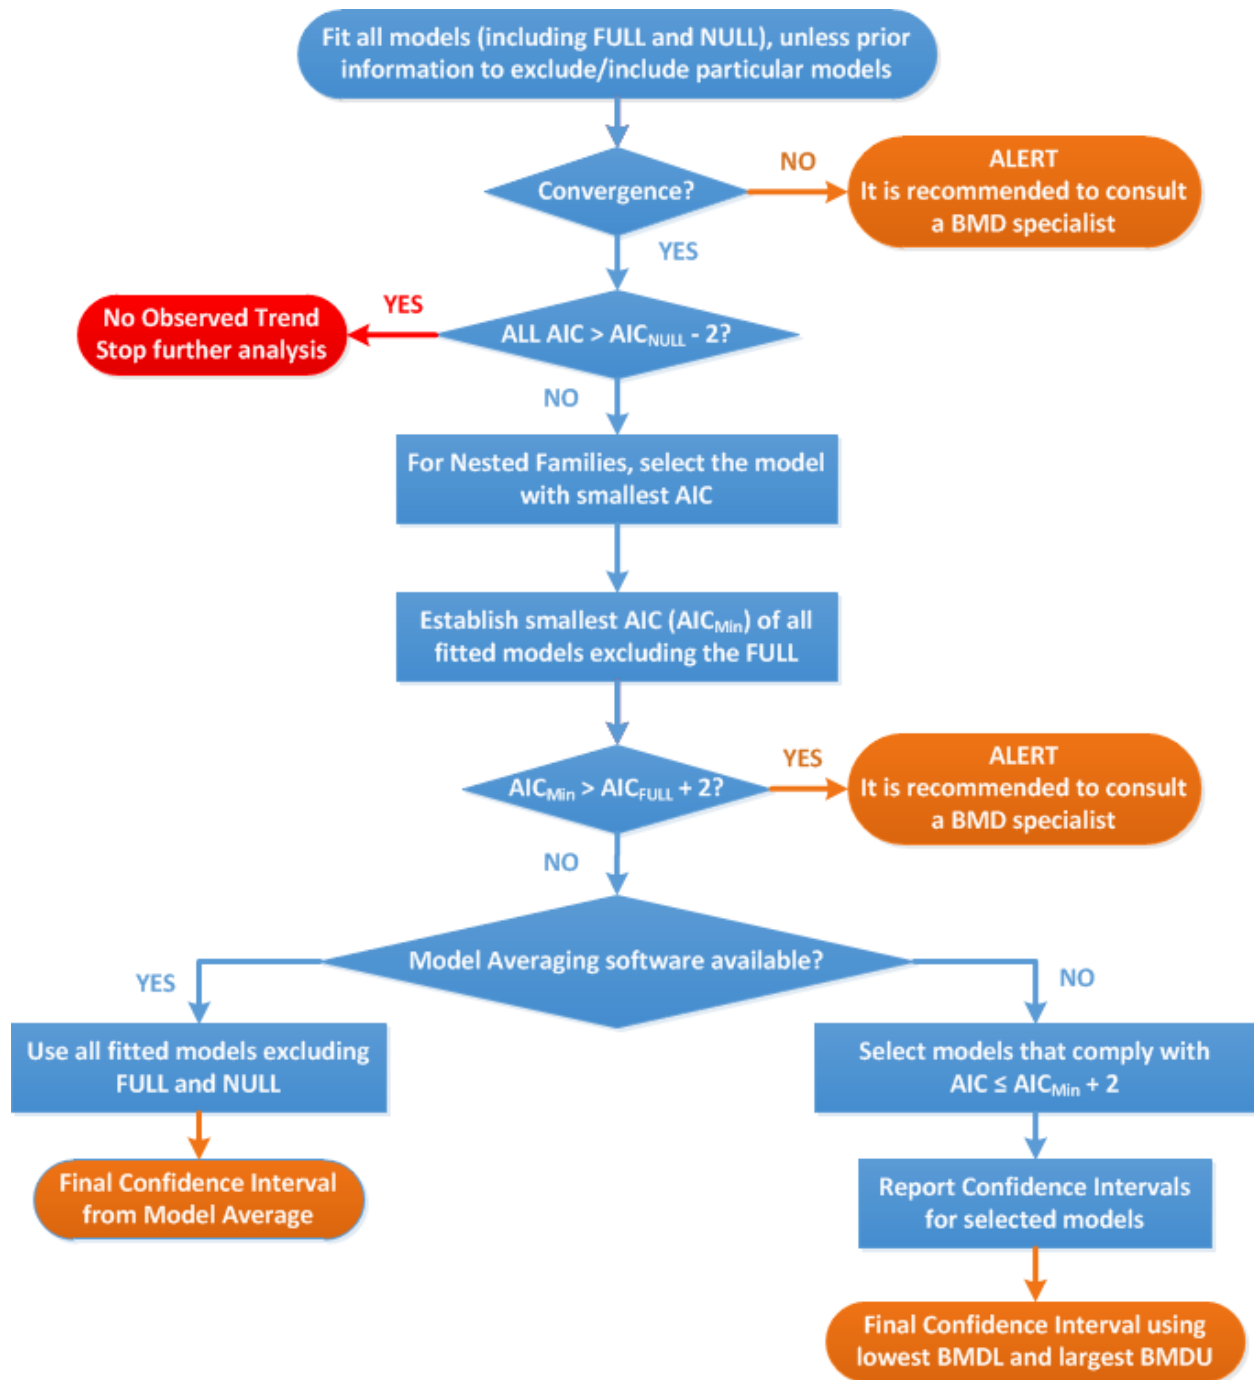 Fit all models (including FULL and NULL), unless prior
information to exclude/include particular models
Convergence?
NO
ALERT
It is recommended to consult
a BMD specialist
YES
ALL AIC > AIC_NULL - 2?
YES
No Observed Trend
Stop further analysis
NO
For Nested Families, select the model
with smallest AIC
Establish smallest AIC (AIC_Min) of all
fitted models excluding the FULL
AIC_Min > AIC_FULL + 2?
YES
ALERT
It is recommended to consult
a BMD specialist
NO
Model Averaging software available?
YES
Use all fitted models excluding
FULL and NULL
Final Confidence Interval
from Model Average
NO
Select models that comply with
AIC ≤ AIC_Min + 2
Report Confidence Intervals
for selected models
Final Confidence Interval using
lowest BMDL and largest BMDU